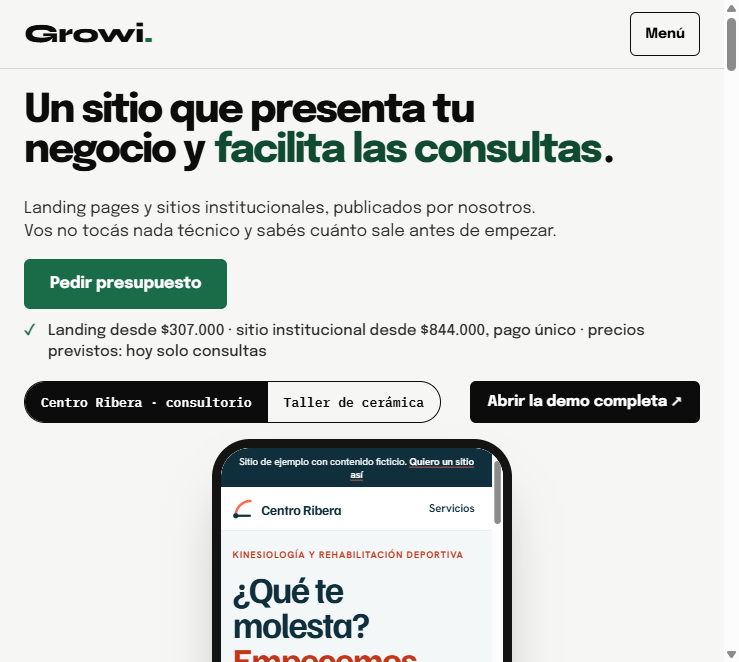 Growi.
Menú
Un sitio que presenta tu
negocio y facilita las consultas.
Landing pages y sitios institucionales, publicados por nosotros.
Vos no tocás nada técnico y sabés cuánto sale antes de empezar.
Pedir presupuesto
✓ Landing desde $307.000 · sitio institucional desde $844.000, pago único · precios
previstos: hoy solo consultas
Centro Ribera · consultorio
Taller de cerámica
Abrir la demo completa ↗
Sitio de ejemplo con contenido ficticio. Quiero un sitio
así
Centro Ribera
Servicios
KINESIOLOGÍA Y REHABILITACIÓN DEPORTIVA
¿Qué te
molesta?
Empecemos